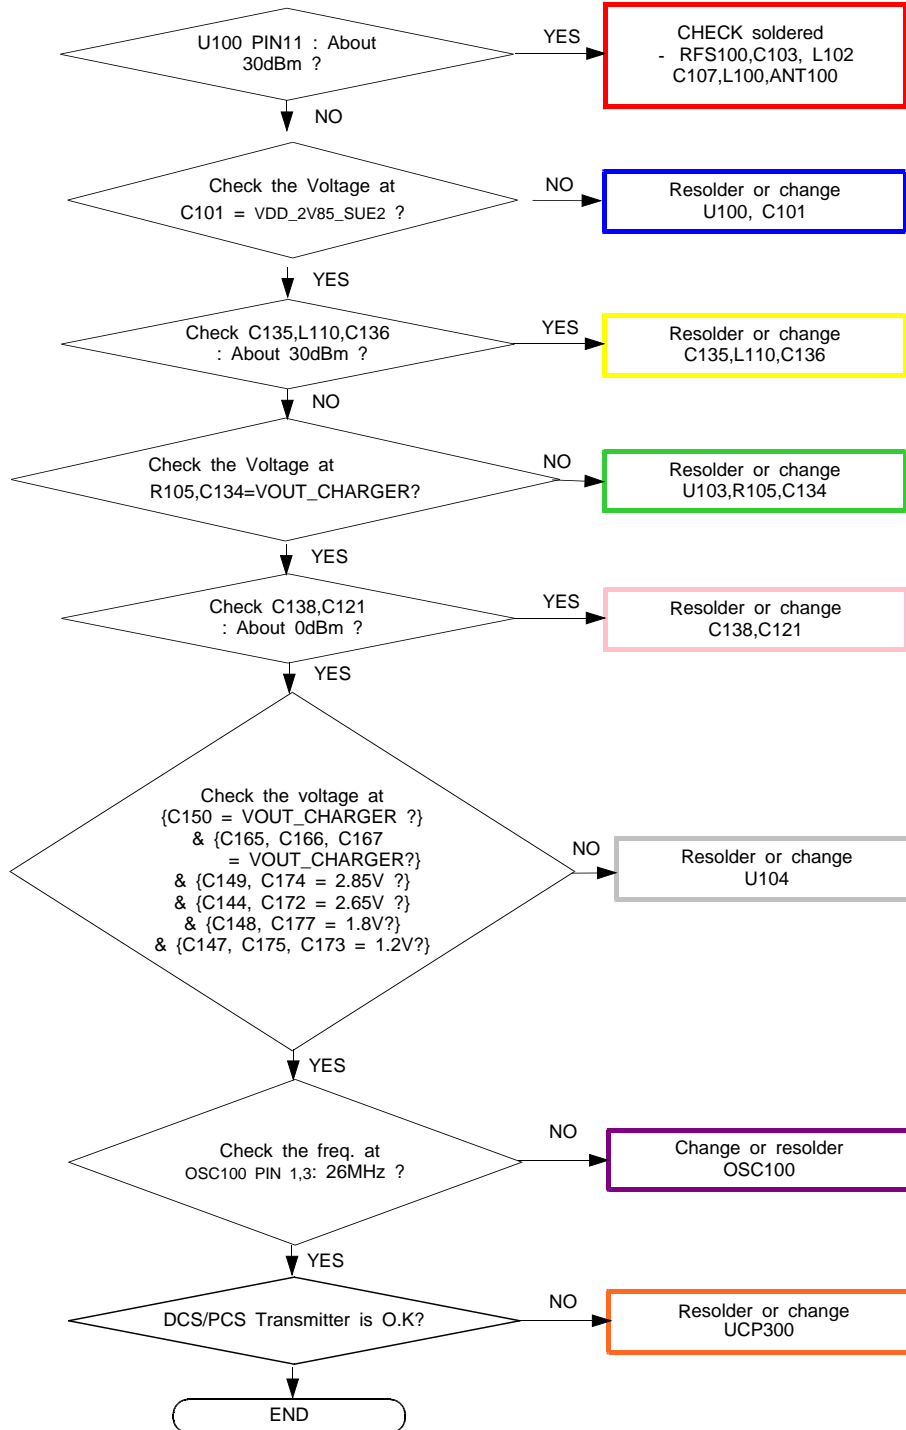 U100 PIN11 : About
30dBm ?
YES
CHECK soldered
- RFS100,C103, L102
C107,L100,ANT100
NO
Check the Voltage at
C101 = VDD_2V85_SUE2 ?
NO
Resolder or change
U100, C101
YES
Check C135,L110,C136
: About 30dBm ?
YES
Resolder or change
C135,L110,C136
NO
Check the Voltage at
R105,C134=VOUT_CHARGER?
NO
Resolder or change
U103,R105,C134
YES
Check C138,C121
: About 0dBm ?
YES
Resolder or change
C138,C121
YES
Check the voltage at
{C150 = VOUT_CHARGER ?}
& {C165, C166, C167
= VOUT_CHARGER?}
& {C149, C174 = 2.85V ?}
& {C144, C172 = 2.65V ?}
& {C148, C177 = 1.8V?}
& {C147, C175, C173 = 1.2V?}
NO
Resolder or change
U104
YES
Check the freq. at
OSC100 PIN 1,3: 26MHz ?
NO
Change or resolder
OSC100
YES
DCS/PCS Transmitter is O.K?
NO
Resolder or change
UCP300
END